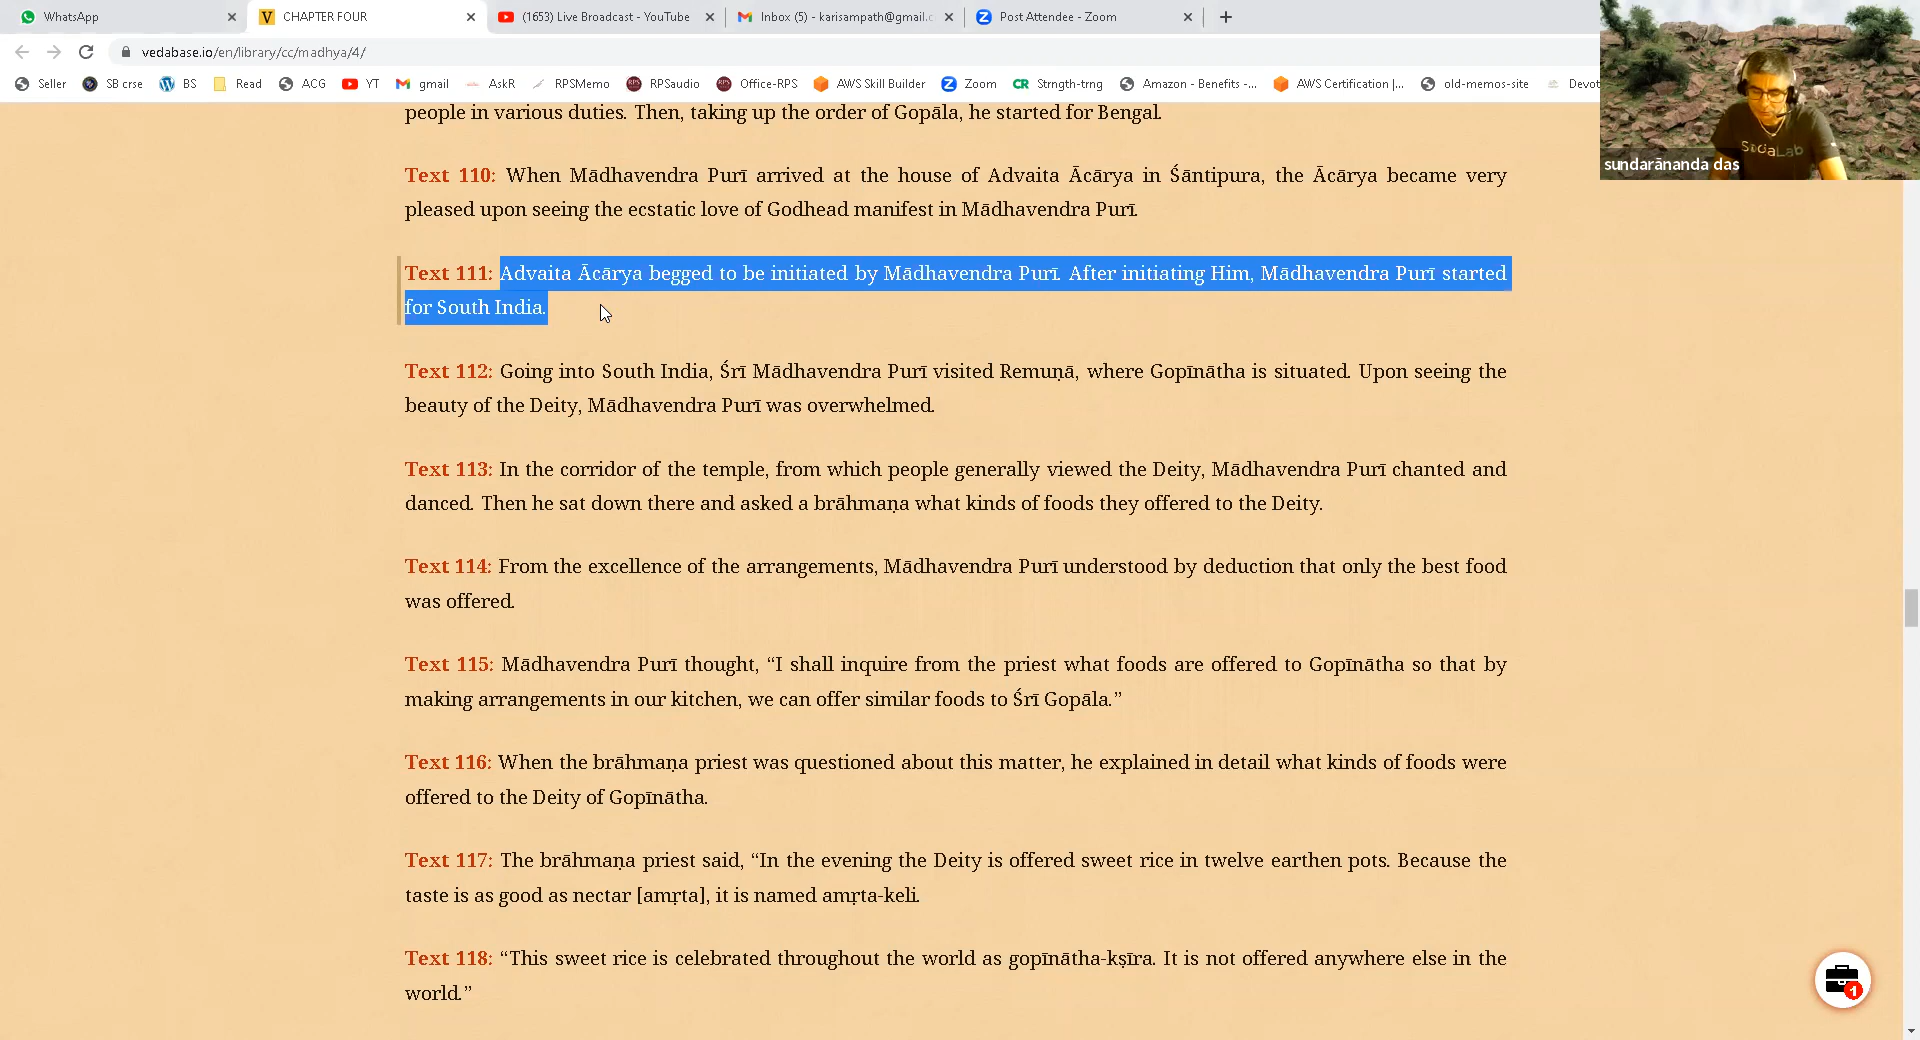 WhatsApp
CHAPTER FOUR
(1653) Live Broadcast - YouTube
Inbox (5) - karisampath@gmail.c
Post Attendee - Zoom
vedabase.io/en/library/cc/madhya/4/
Seller SB crse BS Read ACG YT gmail AskR RPSMemo RPSaudio Office-RPS AWS Skill Builder Zoom Strngth-trng Amazon - Benefits -... AWS Certification |... old-memos-site Devot
sundarānanda das
people in various duties. Then, taking up the order of Gopāla, he started for Bengal.
Text 110: When Mādhavendra Purī arrived at the house of Advaita Ācārya in Śāntipura, the Ācārya became very
pleased upon seeing the ecstatic love of Godhead manifest in Mādhavendra Purī.
Text 111: Advaita Ācārya begged to be initiated by Mādhavendra Purī. After initiating Him, Mādhavendra Purī started
for South India.
Text 112: Going into South India, Śrī Mādhavendra Purī visited Remuṇā, where Gopīnātha is situated. Upon seeing the
beauty of the Deity, Mādhavendra Purī was overwhelmed.
Text 113: In the corridor of the temple, from which people generally viewed the Deity, Mādhavendra Purī chanted and
danced. Then he sat down there and asked a brāhmaṇa what kinds of foods they offered to the Deity.
Text 114: From the excellence of the arrangements, Mādhavendra Purī understood by deduction that only the best food
was offered.
Text 115: Mādhavendra Purī thought, “I shall inquire from the priest what foods are offered to Gopīnātha so that by
making arrangements in our kitchen, we can offer similar foods to Śrī Gopāla.”
Text 116: When the brāhmaṇa priest was questioned about this matter, he explained in detail what kinds of foods were
offered to the Deity of Gopīnātha.
Text 117: The brāhmaṇa priest said, “In the evening the Deity is offered sweet rice in twelve earthen pots. Because the
taste is as good as nectar [amṛta], it is named amṛta-keli.
Text 118: “This sweet rice is celebrated throughout the world as gopīnātha-kṣīra. It is not offered anywhere else in the
world.”
1